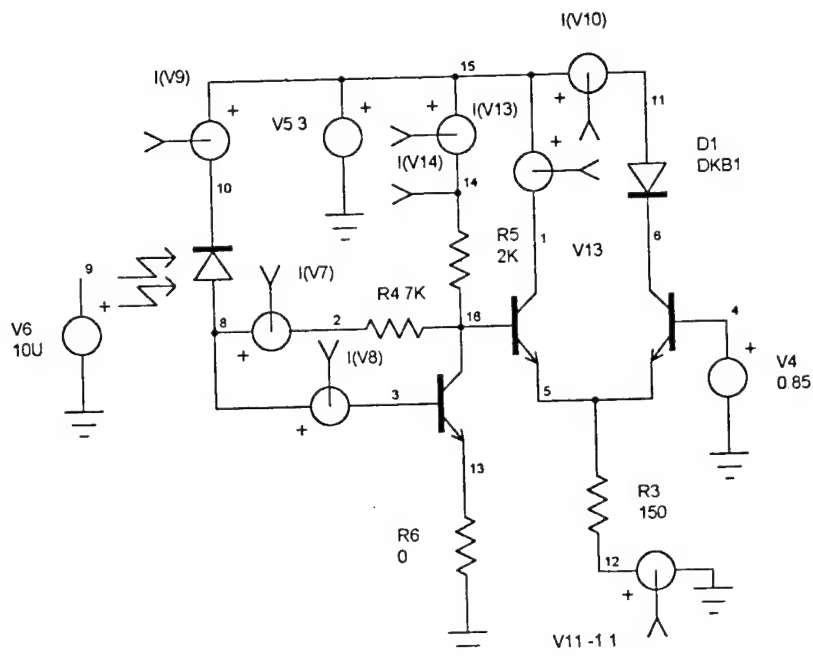 I(V10)
15
I(V9)
+
+
+
I(V13)
+
11
V5 3
+
I(V14)
D1
DKB1
10
14
R5
2K
1
V13
6
9
I(V7)
R4 7K
4
+
V6
10U
8
+
2
16
+
V4
0.85
I(V8)
+
3
5
13
R3
150
R6
0
12
+
V11 -1 1